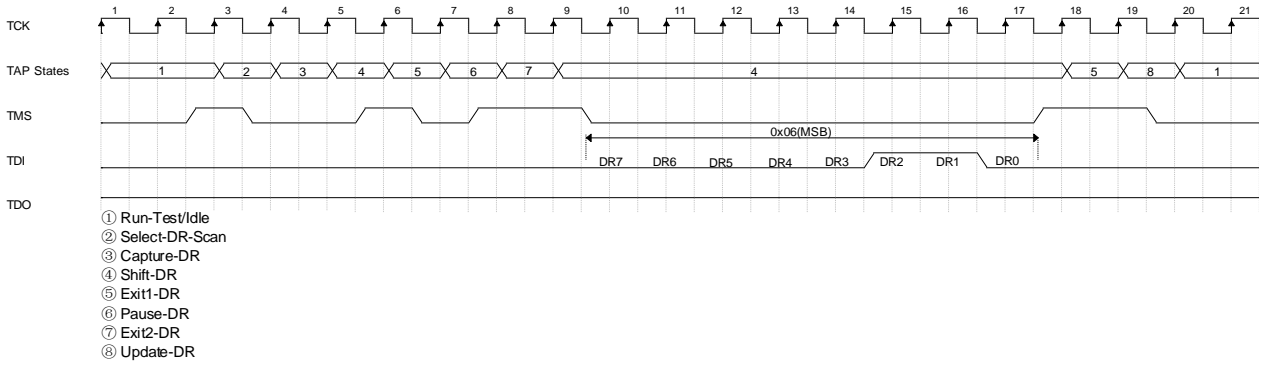 1 2 3 4 5 6 7 8 9 10 11 12 13 14 15 16 17 18 19 20 21
TCK
TAP States 1 2 3 4 5 6 7 4 5 8 1
TMS
0x06(MSB)
TDI DR7 DR6 DR5 DR4 DR3 DR2 DR1 DR0
TDO
① Run-Test/Idle
② Select-DR-Scan
③ Capture-DR
④ Shift-DR
⑤ Exit1-DR
⑥ Pause-DR
⑦ Exit2-DR
⑧ Update-DR